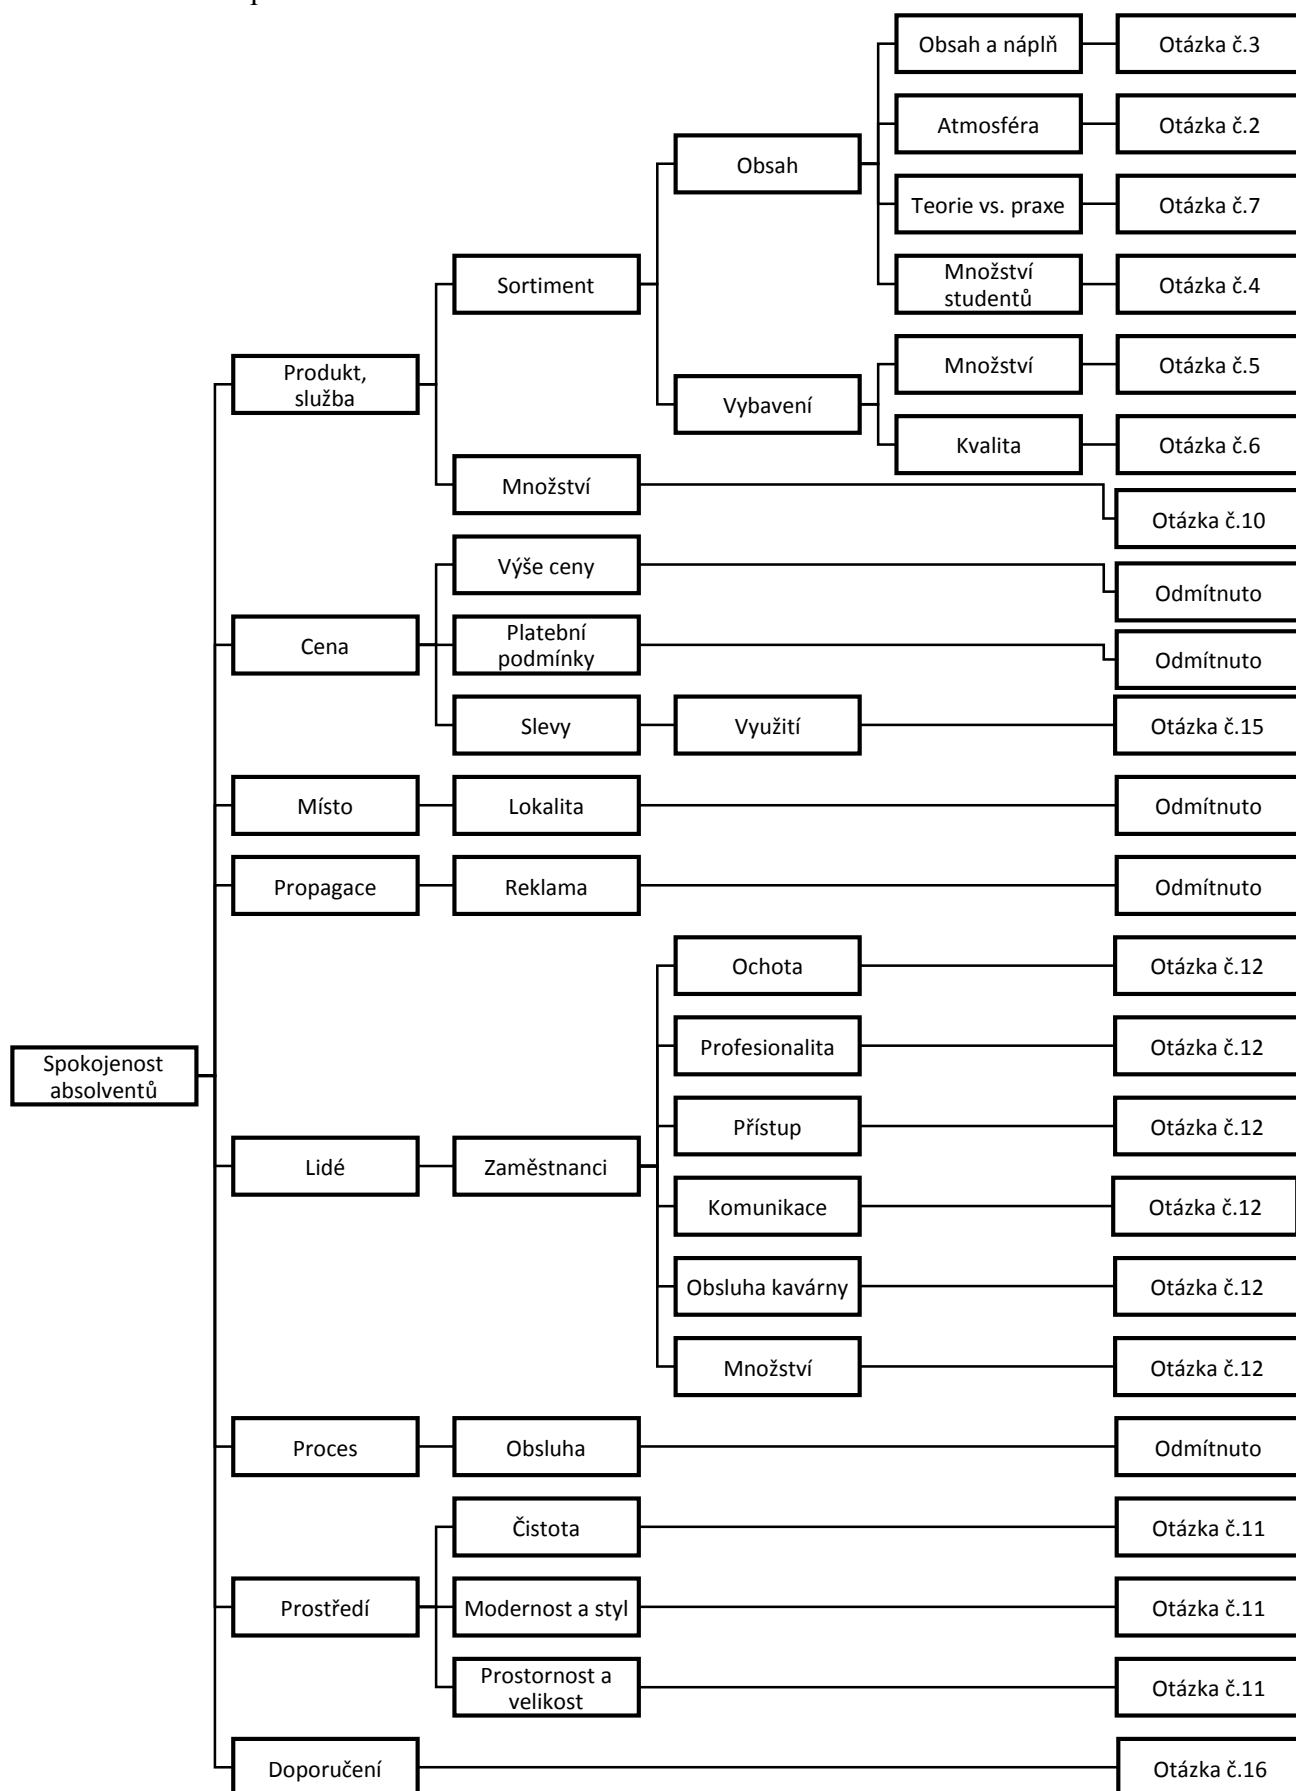 Obsah a náplň
Otázka č.3
Atmosféra
Otázka č.2
Obsah
Teorie vs. praxe
Otázka č.7
Sortiment
Množství
studentů
Otázka č.4
Produkt,
služba
Množství
Otázka č.5
Vybavení
Kvalita
Otázka č.6
Množství
Otázka č.10
Výše ceny
Odmítnuto
Cena
Platební
podmínky
Odmítnuto
Slevy
Využití
Otázka č.15
Místo
Lokalita
Odmítnuto
Propagace
Reklama
Odmítnuto
Ochota
Otázka č.12
Spokojenost
absolventů
Profesionalita
Otázka č.12
Přístup
Otázka č.12
Lidé
Zaměstnanci
Komunikace
Otázka č.12
Obsluha kavárny
Otázka č.12
Množství
Otázka č.12
Proces
Obsluha
Odmítnuto
Čistota
Otázka č.11
Prostředí
Modernost a styl
Otázka č.11
Prostornost a
velikost
Otázka č.11
Doporučení
Otázka č.16